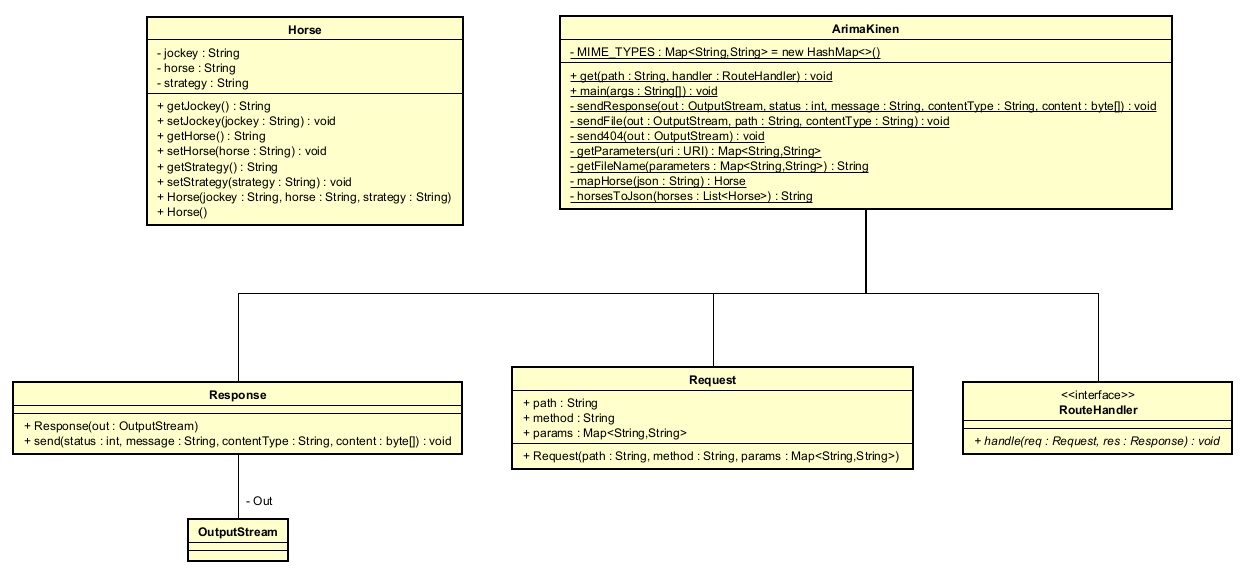 Horse
- jockey : String
- horse : String
- strategy : String
+ getJockey() : String
+ setJockey(jockey : String) : void
+ getHorse() : String
+ setHorse(horse : String) : void
+ getStrategy() : String
+ setStrategy(strategy : String) : void
+ Horse(jockey : String, horse : String, strategy : String)
+ Horse()
ArimaKinen
- MIME_TYPES : Map<String,String> = new HashMap<>()
+ get(path : String, handler : RouteHandler) : void
+ main(args : String[]) : void
- sendResponse(out : OutputStream, status : int, message : String, contentType : String, content : byte[]) : void
- sendFile(out : OutputStream, path : String, contentType : String) : void
- send404(out : OutputStream) : void
- getParameters(uri : URI) : Map<String,String>
- getFileName(parameters : Map<String,String>) : String
- mapHorse(json : String) : Horse
- horsesToJson(horses : List<Horse>) : String
Response
+ Response(out : OutputStream)
+ send(status : int, message : String, contentType : String, content : byte[]) : void
Request
+ path : String
+ method : String
+ params : Map<String,String>
+ Request(path : String, method : String, params : Map<String,String>)
<<interface>>
RouteHandler
+ handle(req : Request, res : Response) : void
- Out
OutputStream